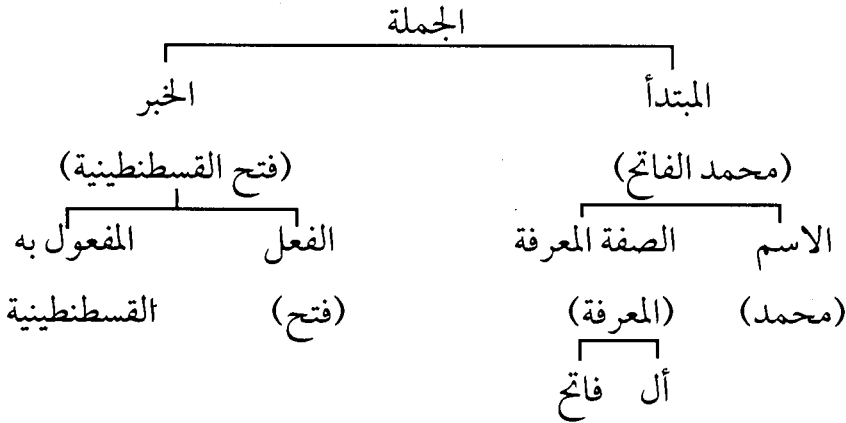 الجملة
المبتدأ الخبر
(محمد الفاتح) (فتح القسطنطينية)
الاسم الصفة المعرفة الفعل المفعول به
(محمد) (المعرفة) (فتح) القسطنطينية
أل فاتح